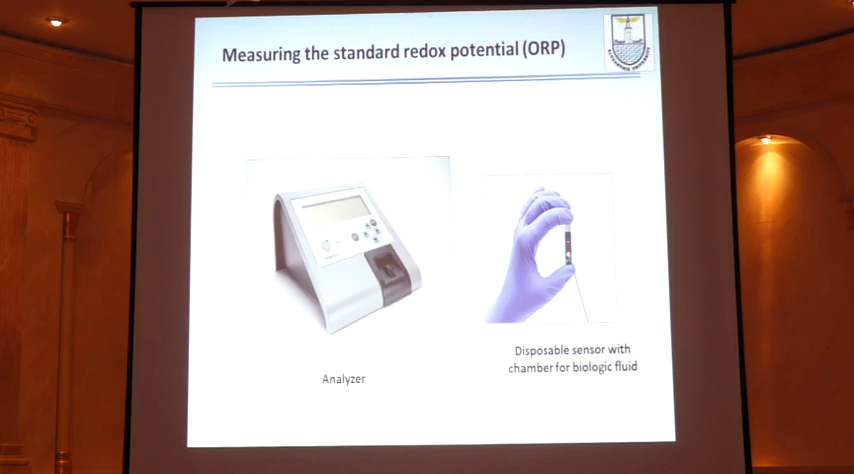 Measuring the standard redox potential (ORP)
Disposable sensor with
chamber for biologic fluid
Analyzer